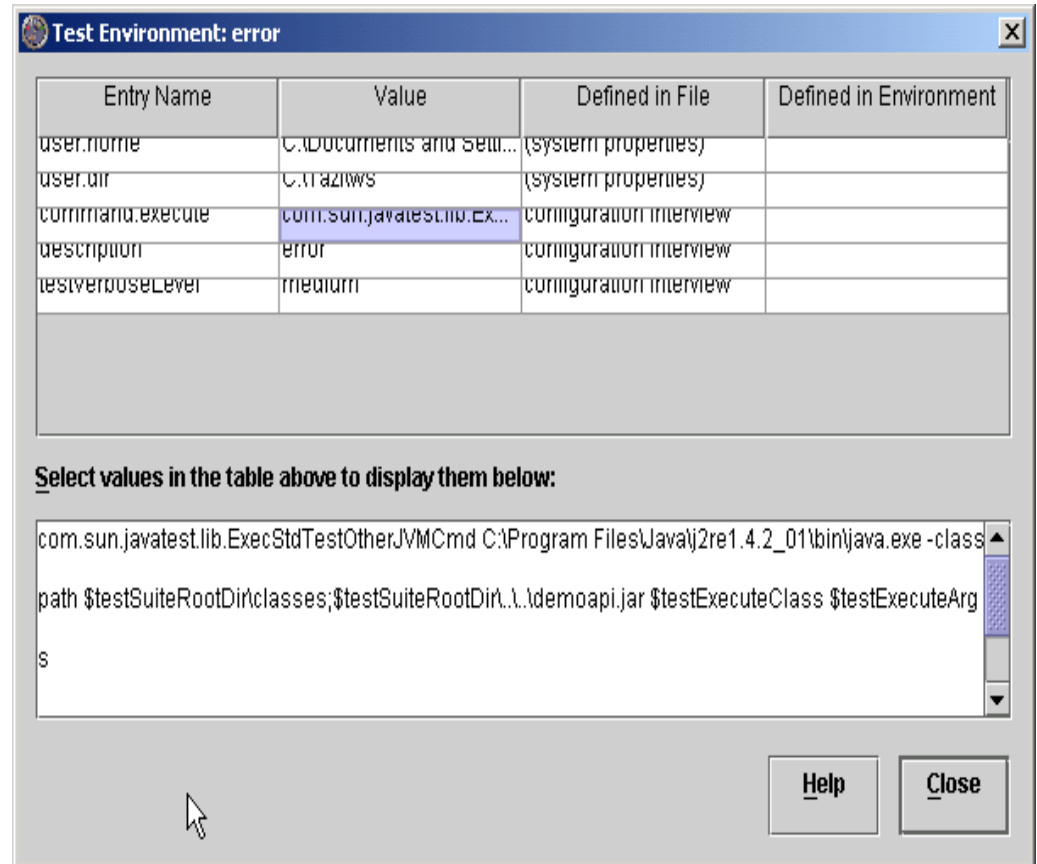 Test Environment: error
Entry Name Value Defined in File Defined in Environment
user.home C:\Documents and Setti... (system properties)
user.dir C:\Tazi\ws (system properties)
command.execute com.sun.javatest.lib.Ex... configuration interview
description error configuration interview
testVerboseLevel medium configuration interview
Select values in the table above to display them below:
com.sun.javatest.lib.ExecStdTestOtherJVMCmd C:\Program Files\Java\j2re1.4.2_01\bin\java.exe -class
path $testSuiteRootDir\classes;$testSuiteRootDir\..\..\demoapi.jar $testExecuteClass $testExecuteArg
s
Help Close